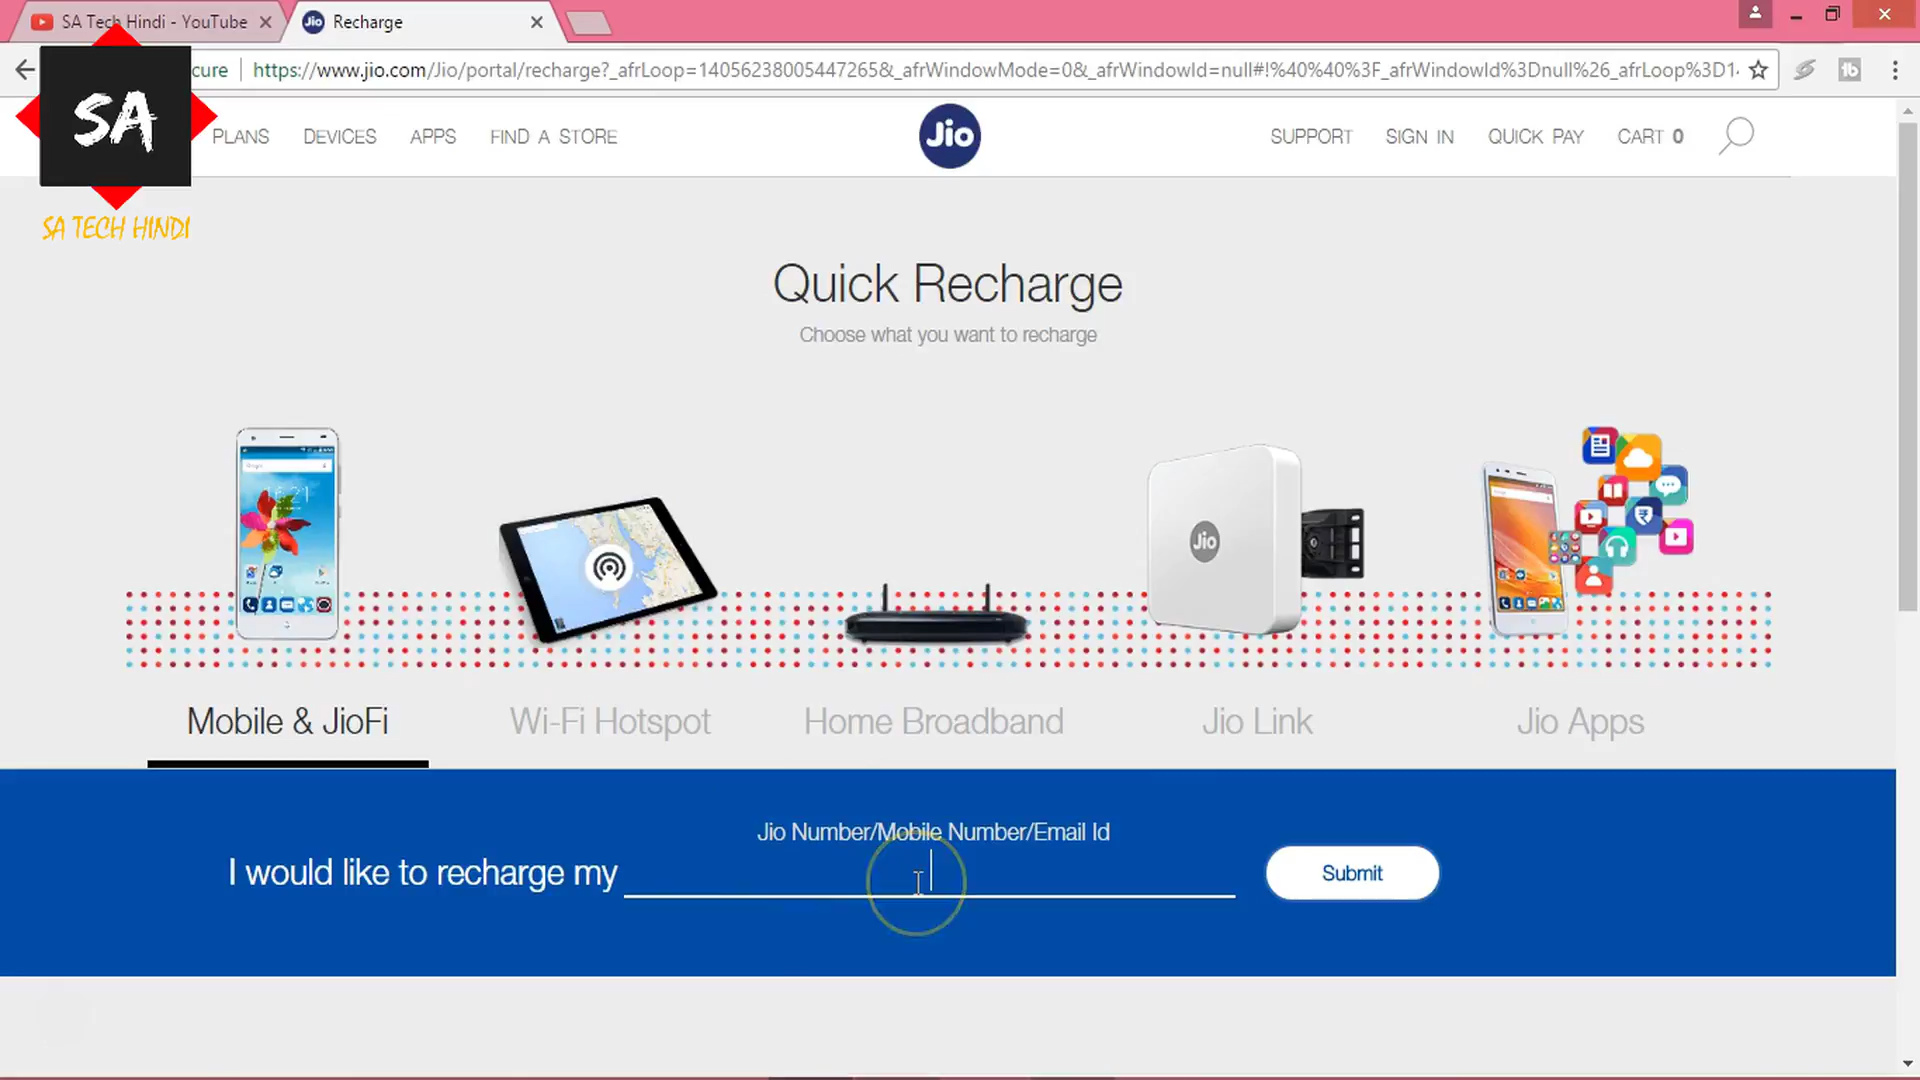 SA Tech Hindi - YouTube
Recharge
cure
https://www.jio.com/Jio/portal/recharge?_afrLoop=14056238005447265&_afrWindowMode=0&_afrWindowId=null#!%40%40%3F_afrWindowId%3Dnull%26_afrLoop%3D1
SA
SA TECH HINDI
PLANS DEVICES APPS FIND A STORE
Jio
SUPPORT SIGN IN QUICK PAY CART 0
Quick Recharge
Choose what you want to recharge
Jio
Mobile & JioFi
Wi-Fi Hotspot
Home Broadband
Jio Link
Jio Apps
Jio Number/Mobile Number/Email Id
I would like to recharge my
Submit